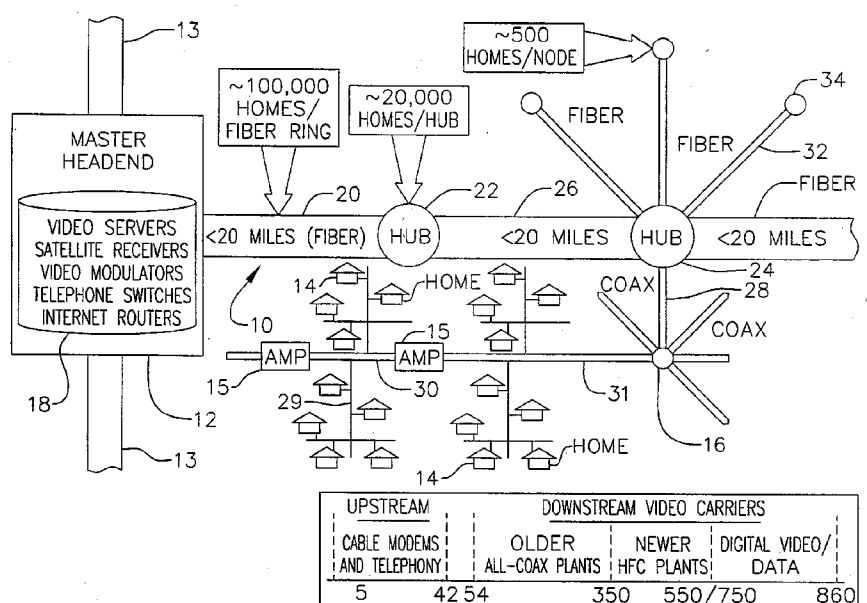 13
~500
HOMES/NODE
~100,000
HOMES/
FIBER RING
~20,000
HOMES/HUB
34
MASTER
HEADEND
FIBER
FIBER
32
20
22
26
FIBER
VIDEO SERVERS
SATELLITE RECEIVERS
VIDEO MODULATORS
TELEPHONE SWITCHES
INTERNET ROUTERS
<20 MILES (FIBER)
HUB
<20 MILES
HUB
<20 MILES
24
14
HOME
COAX
28
10
15
COAX
AMP
AMP
18
15
30
31
12
29
16
13
14
HOME
UPSTREAM
DOWNSTREAM VIDEO CARRIERS
CABLE MODEMS
AND TELEPHONY
OLDER
ALL-COAX PLANTS
NEWER
HFC PLANTS
DIGITAL VIDEO/
DATA
5 42 54 350 550/750 860